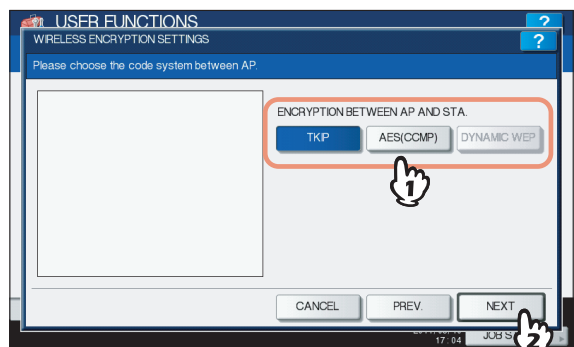 USER FUNCTIONS ?
WIRELESS ENCRYPTION SETTINGS ?
Please choose the code system between AP.
ENCRYPTION BETWEEN AP AND STA.
TKIP AES(CCMP) DYNAMIC WEP
1
CANCEL PREV. NEXT
2
17:04 JOB S